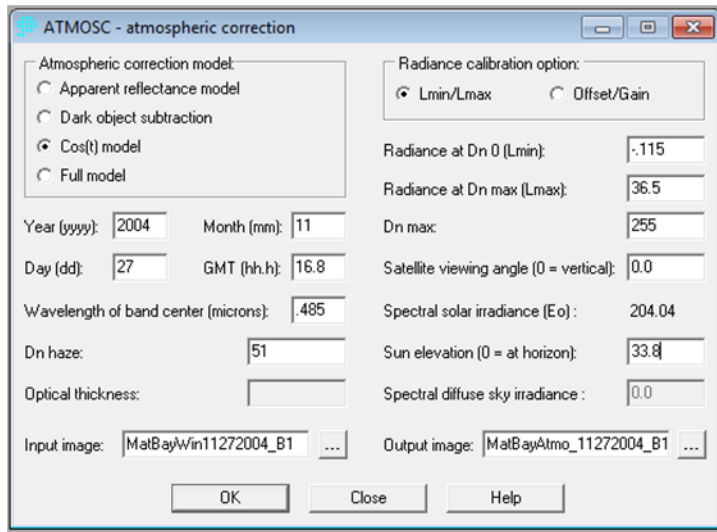 ATMOSC - atmospheric correction
Atmospheric correction model:
Apparent reflectance model
Dark object subtraction
Cos(t) model
Full model
Year (yyyy): 2004 Month (mm): 11
Day (dd): 27 GMT (hh.h): 16.8
Wavelength of band center (microns): .485
Dn haze: 51
Optical thickness:
Radiance calibration option:
Lmin/Lmax Offset/Gain
Radiance at Dn 0 (Lmin): -.115
Radiance at Dn max (Lmax): 36.5
Dn max: 255
Satellite viewing angle (0 = vertical): 0.0
Spectral solar irradiance (Eo) : 204.04
Sun elevation (0 = at horizon): 33.8
Spectral diffuse sky irradiance : 0.0
Input image: MatBayWin11272004_B1 ... Output image: MatBayAtmo_11272004_B1 ...
OK Close Help